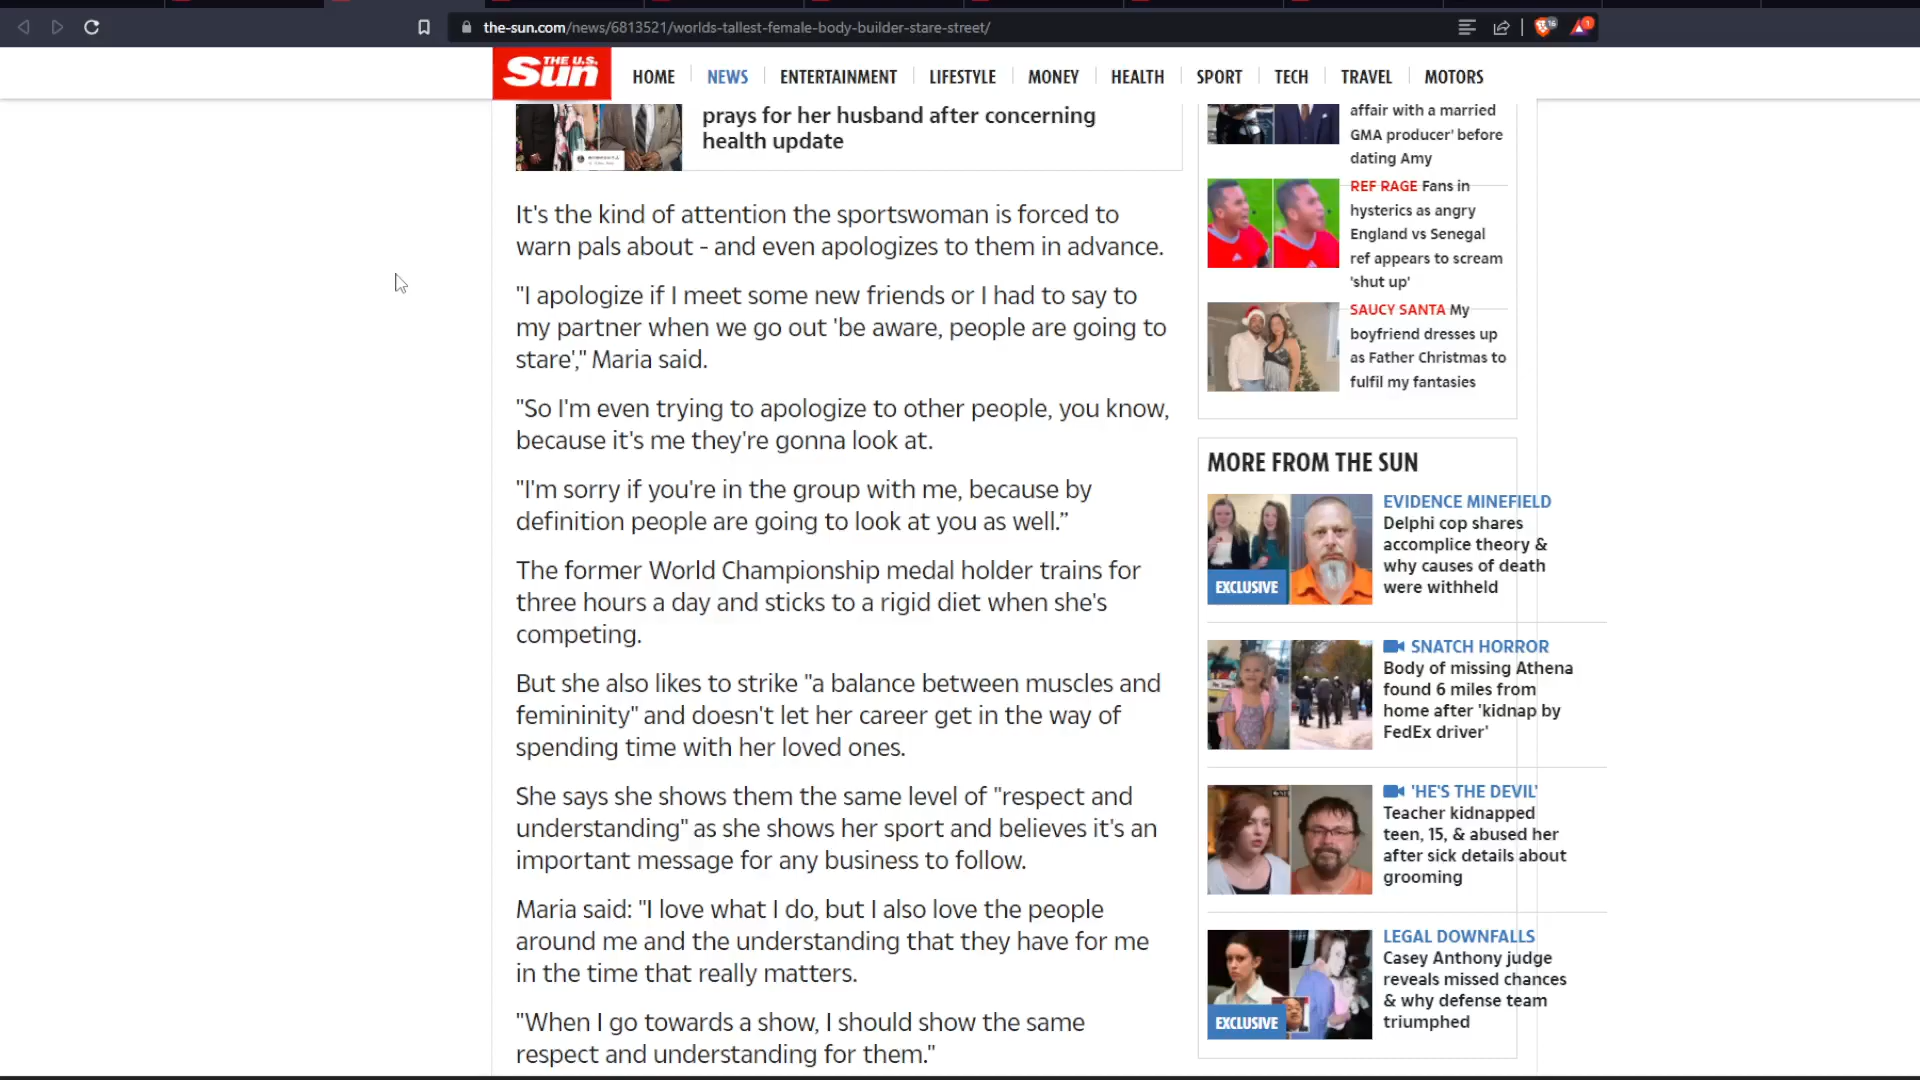 the-sun.com/news/6813521/worlds-tallest-female-body-builder-stare-street/
16
1
THE U.S.
Sun
HOME
NEWS
ENTERTAINMENT
LIFESTYLE
MONEY
HEALTH
SPORT
TECH
TRAVEL
MOTORS
prays for her husband after concerning
health update
It's the kind of attention the sportswoman is forced to
warn pals about - and even apologizes to them in advance.
"I apologize if I meet some new friends or I had to say to
my partner when we go out 'be aware, people are going to
stare'," Maria said.
"So I'm even trying to apologize to other people, you know,
because it's me they're gonna look at.
"I'm sorry if you're in the group with me, because by
definition people are going to look at you as well.”
The former World Championship medal holder trains for
three hours a day and sticks to a rigid diet when she's
competing.
But she also likes to strike "a balance between muscles and
femininity" and doesn't let her career get in the way of
spending time with her loved ones.
She says she shows them the same level of "respect and
understanding" as she shows her sport and believes it's an
important message for any business to follow.
Maria said: "I love what I do, but I also love the people
around me and the understanding that they have for me
in the time that really matters.
"When I go towards a show, I should show the same
respect and understanding for them."
affair with a married
GMA producer' before
dating Amy
REF RAGE Fans in
hysterics as angry
England vs Senegal
ref appears to scream
'shut up'
SAUCY SANTA My
boyfriend dresses up
as Father Christmas to
fulfil my fantasies
MORE FROM THE SUN
EXCLUSIVE
EVIDENCE MINEFIELD
Delphi cop shares
accomplice theory &
why causes of death
were withheld
SNATCH HORROR
Body of missing Athena
found 6 miles from
home after 'kidnap by
FedEx driver'
'HE'S THE DEVIL'
Teacher kidnapped
teen, 15, & abused her
after sick details about
grooming
EXCLUSIVE
LEGAL DOWNFALLS
Casey Anthony judge
reveals missed chances
& why defense team
triumphed